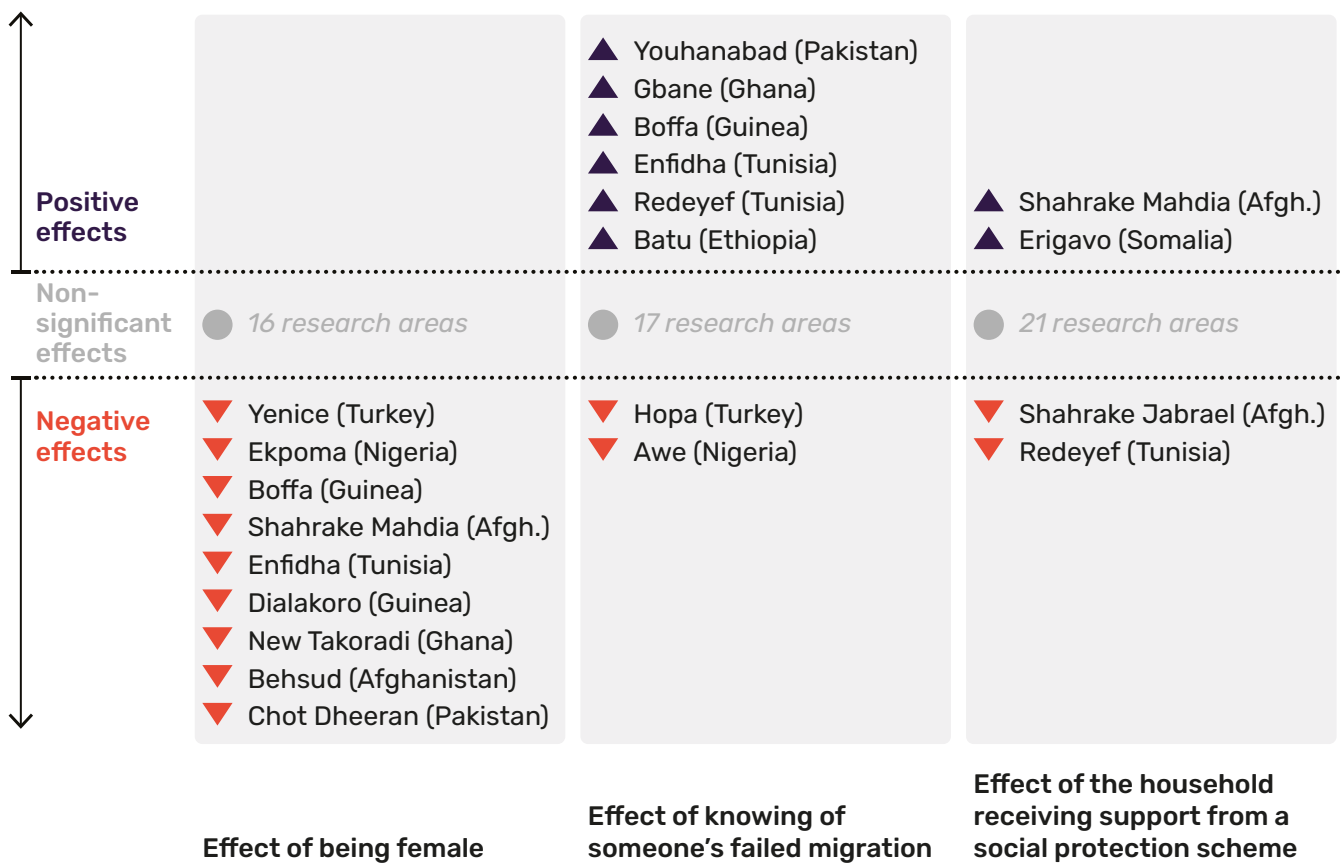 Positive
effects
Non-
significant
effects
Negative
effects
16 research areas
Yenice (Turkey)
Ekpoma (Nigeria)
Boffa (Guinea)
Shahrake Mahdia (Afgh.)
Enfidha (Tunisia)
Dialakoro (Guinea)
New Takoradi (Ghana)
Behsud (Afghanistan)
Chot Dheeran (Pakistan)
Effect of being female
Youhanabad (Pakistan)
Gbane (Ghana)
Boffa (Guinea)
Enfidha (Tunisia)
Redeyef (Tunisia)
Batu (Ethiopia)
17 research areas
Hopa (Turkey)
Awe (Nigeria)
Effect of knowing of
someone's failed migration
Shahrake Mahdia (Afgh.)
Erigavo (Somalia)
21 research areas
Shahrake Jabrael (Afgh.)
Redeyef (Tunisia)
Effect of the household
receiving support from a
social protection scheme